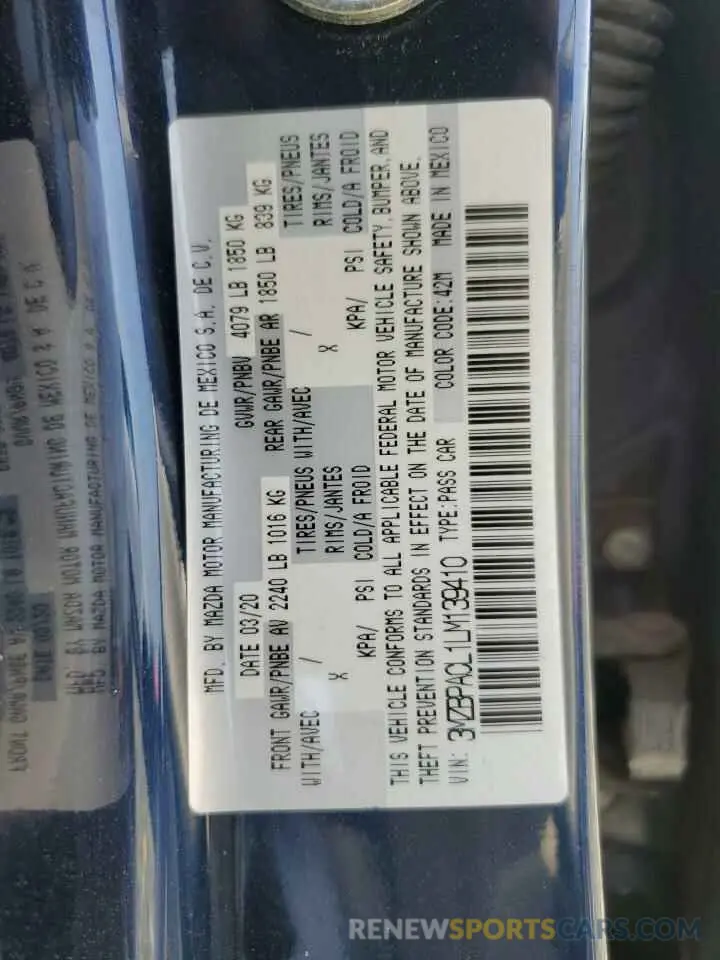 MFD. BY MAZDA MOTOR MANUFACTURING DE MEXICO S.A. DE C.V.
DATE 03/20 GVWR/PNBV 4079 LB 1850 KG
FRONT GAWR/PNBE AV 2240 LB 1016 KG REAR GAWR/PNBE AR 1850 LB 839 KG
WITH/AVEC TIRES/PNEUS WITH/AVEC TIRES/PNEUS
X / RIMS/JANTES X / RIMS/JANTES
KPA/ PSI COLD/A FROID KPA/ PSI COLD/A FROID
THIS VEHICLE CONFORMS TO ALL APPLICABLE FEDERAL MOTOR VEHICLE SAFETY, BUMPER, AND
THEFT PREVENTION STANDARDS IN EFFECT ON THE DATE OF MANUFACTURE SHOWN ABOVE.
VIN: 3MZBPACL1LM139410 TYPE:PASS CAR COLOR CODE:42M MADE IN MEXICO
RENEWSPORTSCARS.COM